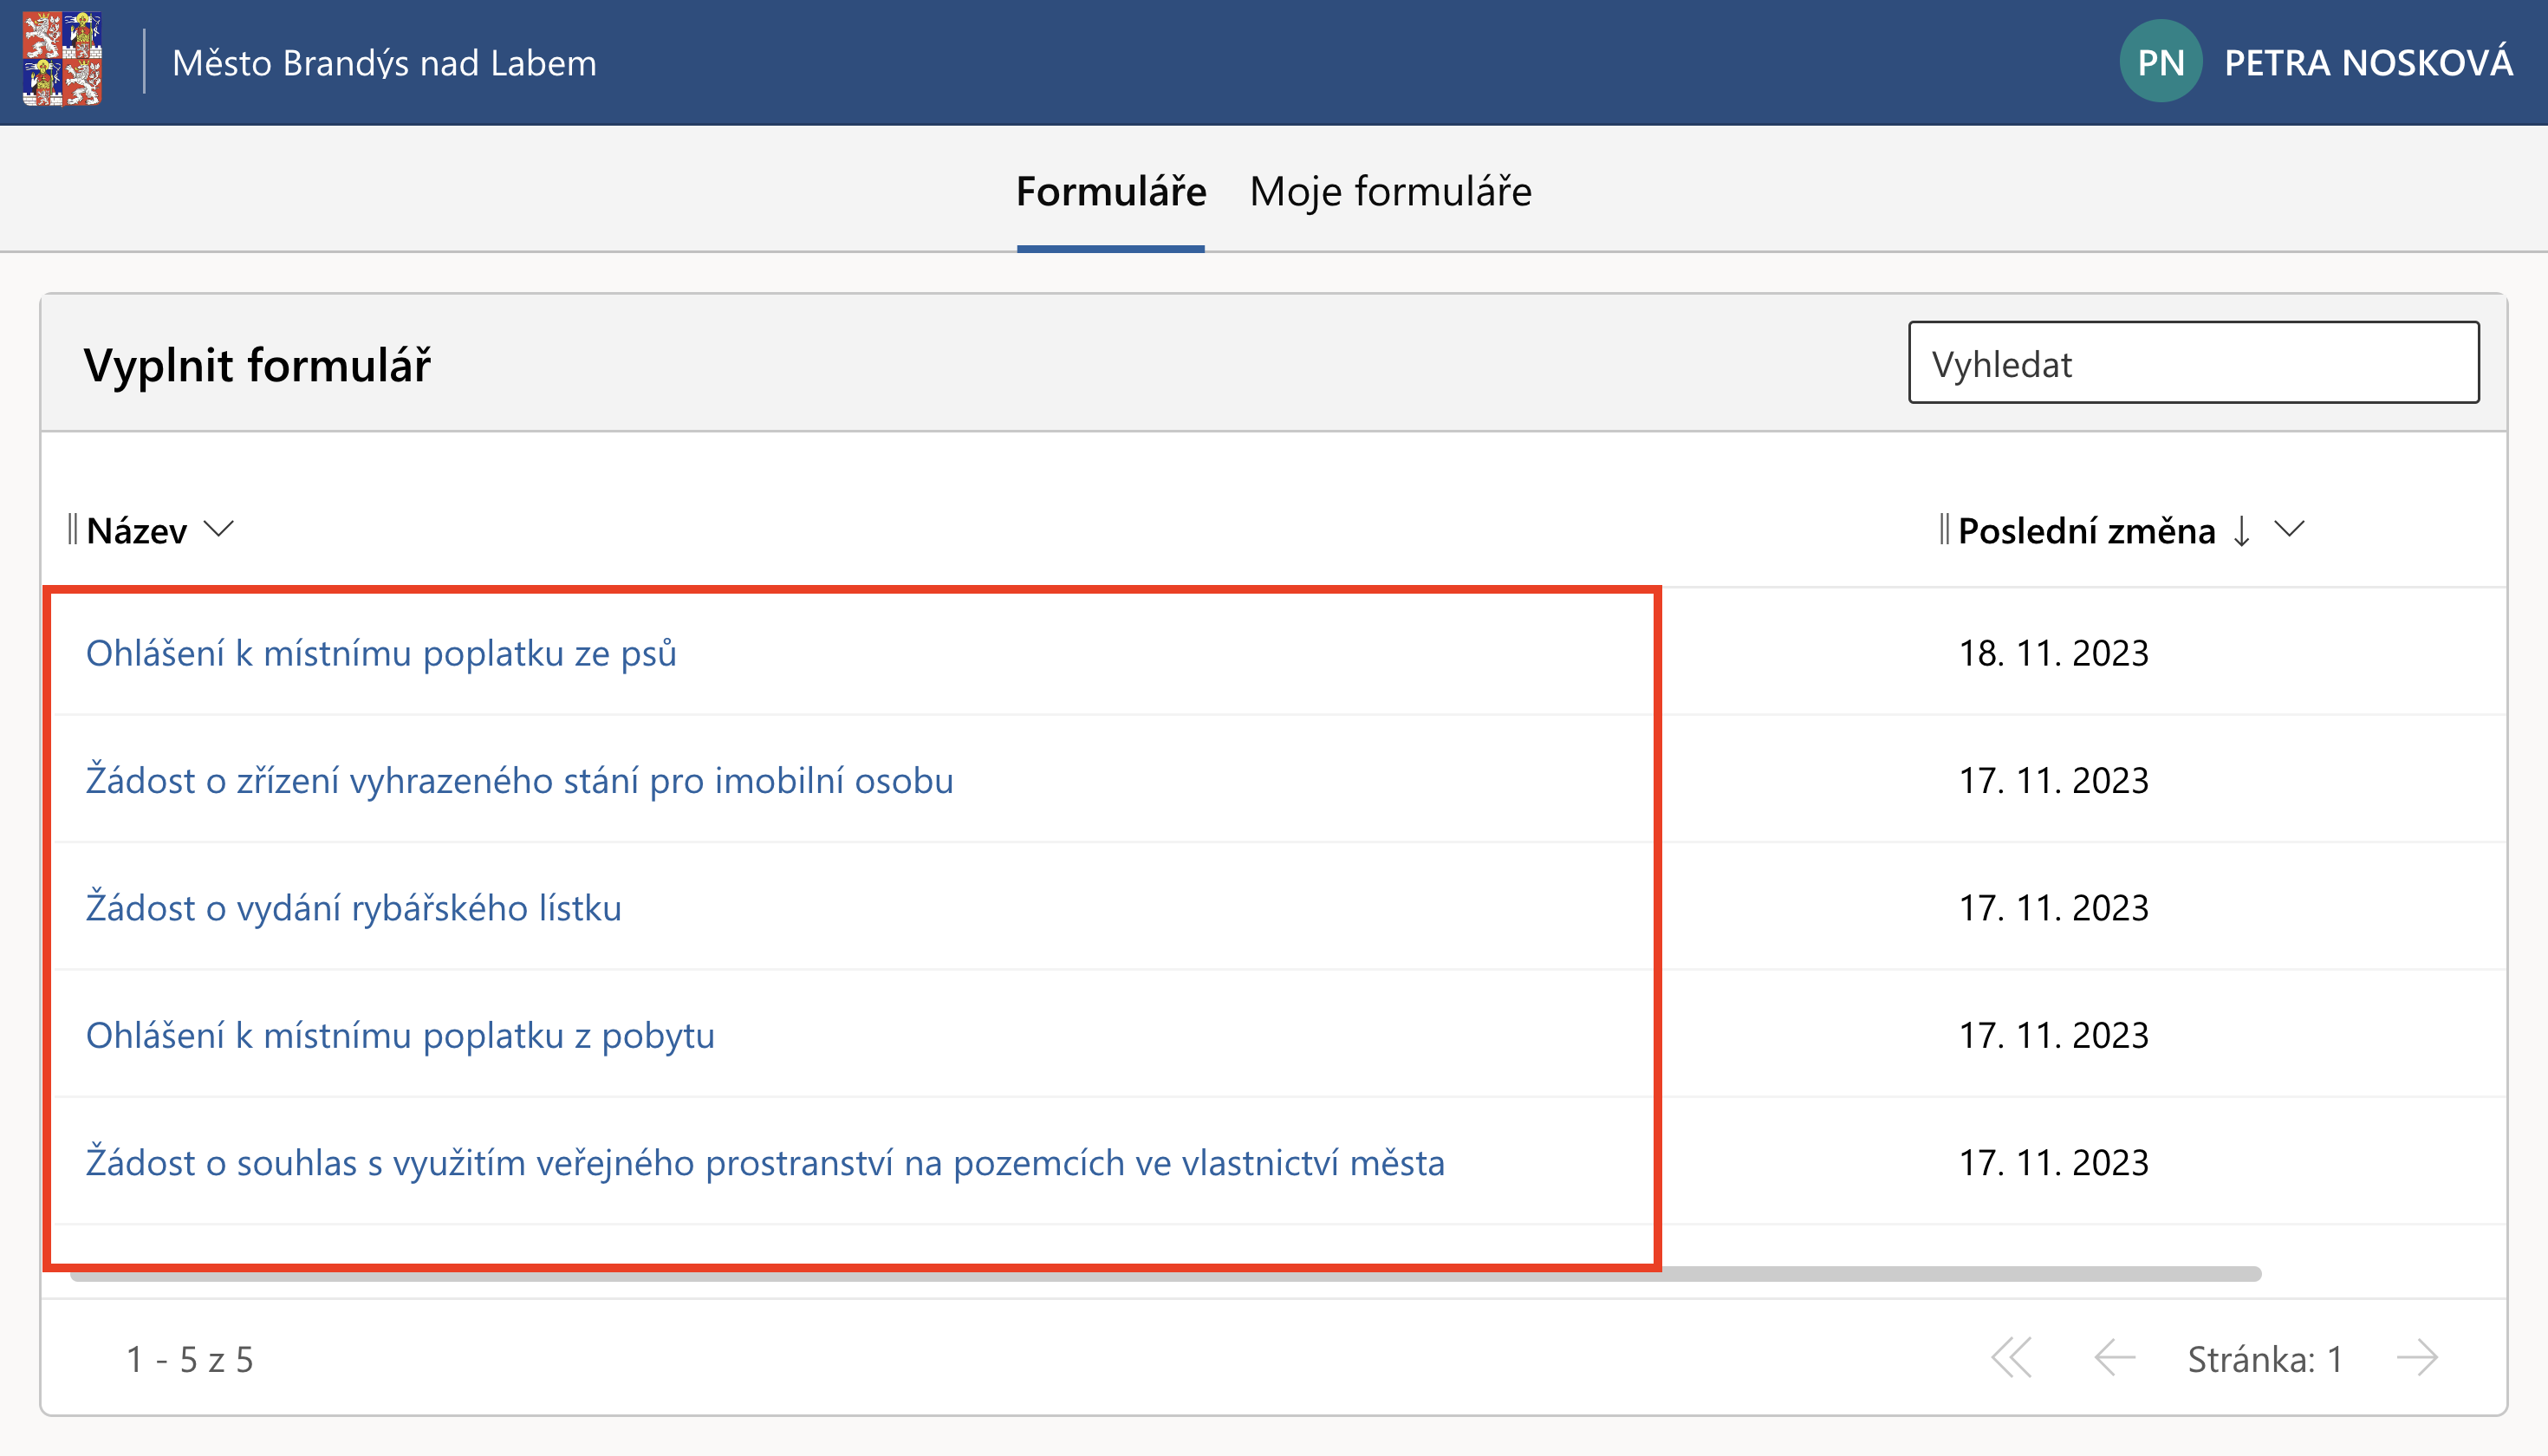 Město Brandýs nad Labem
PN PETRA NOSKOVÁ
Formuláře Moje formuláře
Vyplnit formulář
Vyhledat
Název Poslední změna
Ohlášení k místnímu poplatku ze psů 18. 11. 2023
Žádost o zřízení vyhrazeného stání pro imobilní osobu 17. 11. 2023
Žádost o vydání rybářského lístku 17. 11. 2023
Ohlášení k místnímu poplatku z pobytu 17. 11. 2023
Žádost o souhlas s využitím veřejného prostranství na pozemcích ve vlastnictví města 17. 11. 2023
1 - 5 z 5 Stránka: 1